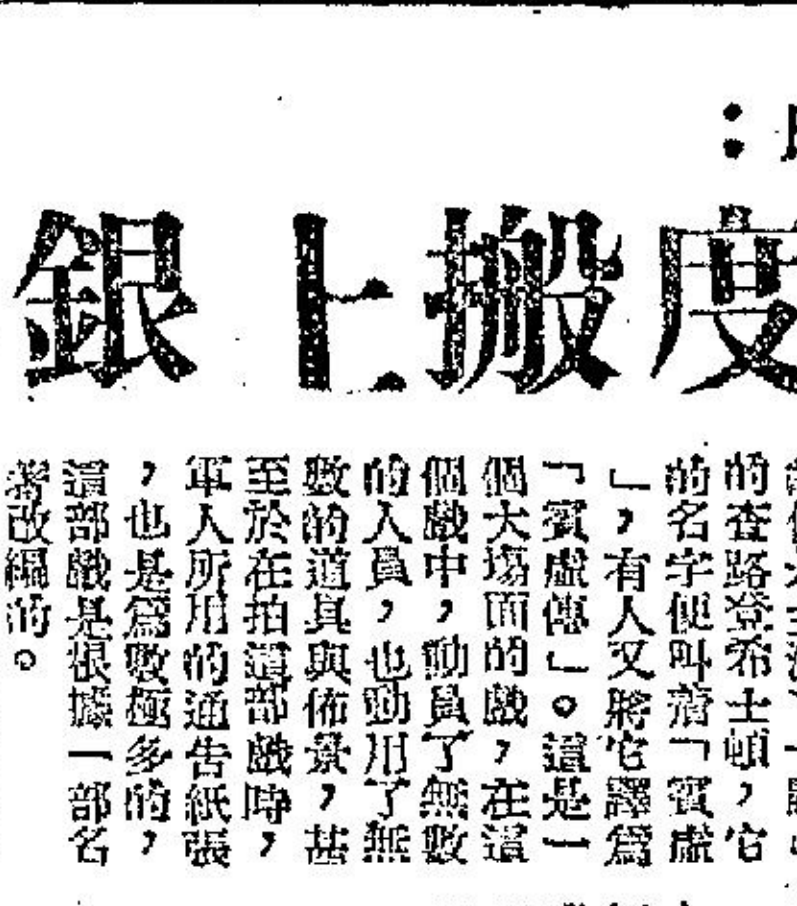 :
度搬上銀
的查路登希士頓，它
的名字便叫着「賓虛
」，有人又將它譯爲
「賓虛傳」。這是一
個大場面的戲，在這
個戲中，動員了無數
的人員，也動用了無
數的道具與佈景，甚
至於在拍這部戲時，
軍人所用的通告紙張
，也是爲數極多的，
這部戲是根據一部名
著改編的。